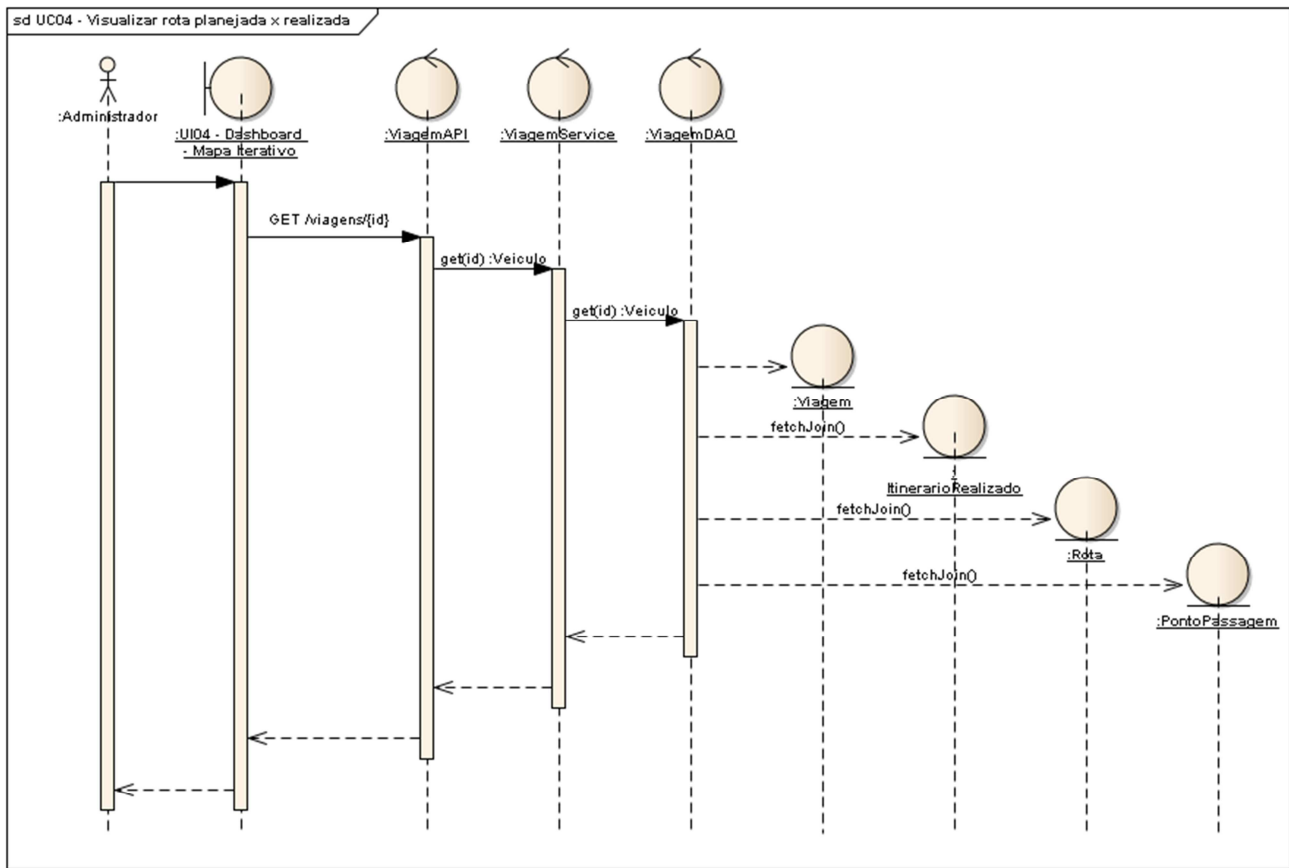 sd UC04 - Visualizar rota planejada x realizada
:Administrador
:UI04 - Dashboard
- Mapa Iterativo
:ViagemAPI
:ViagemService
:ViagemDAO
GET /viagens/{id}
get(id) :Veiculo
get(id) :Veiculo
:Viagem
fetchJoin()
:
ItinerarioRealizado
fetchJoin()
:Rota
fetchJoin()
:PontoPassagem